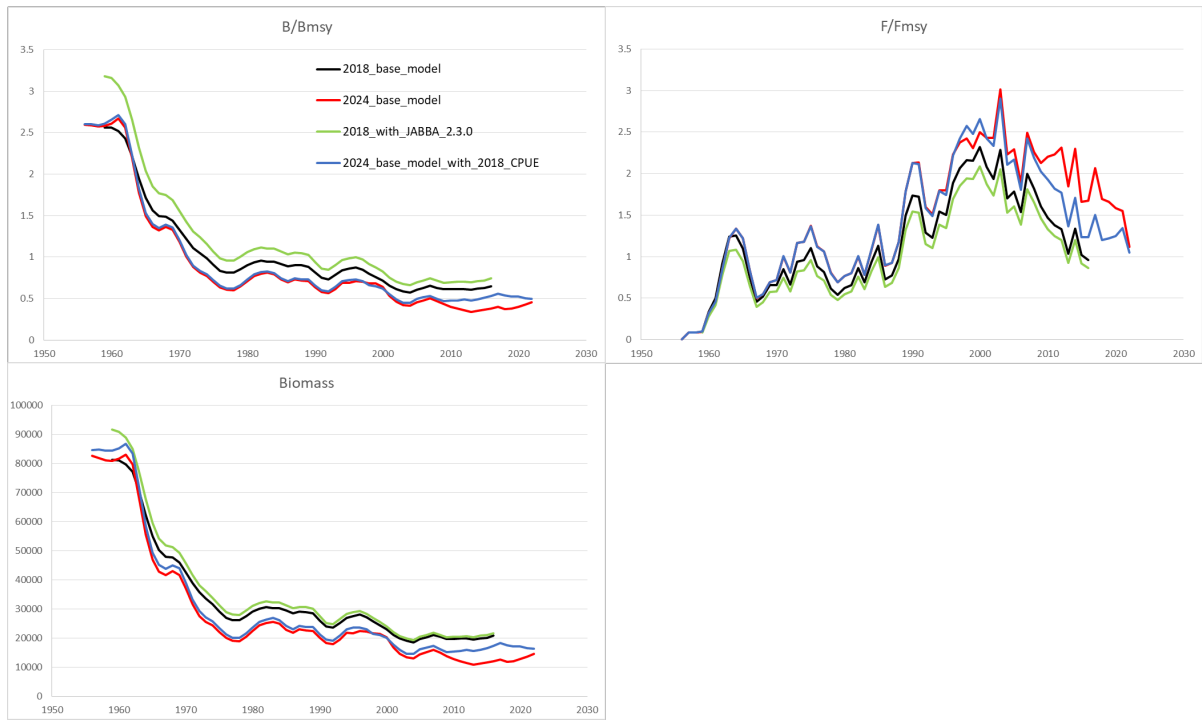 B/Bmsy
3.5
3
2.5
2
1.5
1
0.5
0
1950 1960 1970 1980 1990 2000 2010 2020 2030
2018_base_model
2024_base_model
2018_with_JABBA_2.3.0
2024_base_model_with_2018_CPUE
F/Fmsy
3.5
3
2.5
2
1.5
1
0.5
0
1950 1960 1970 1980 1990 2000 2010 2020 2030
Biomass
100000
90000
80000
70000
60000
50000
40000
30000
20000
10000
0
1950 1960 1970 1980 1990 2000 2010 2020 2030